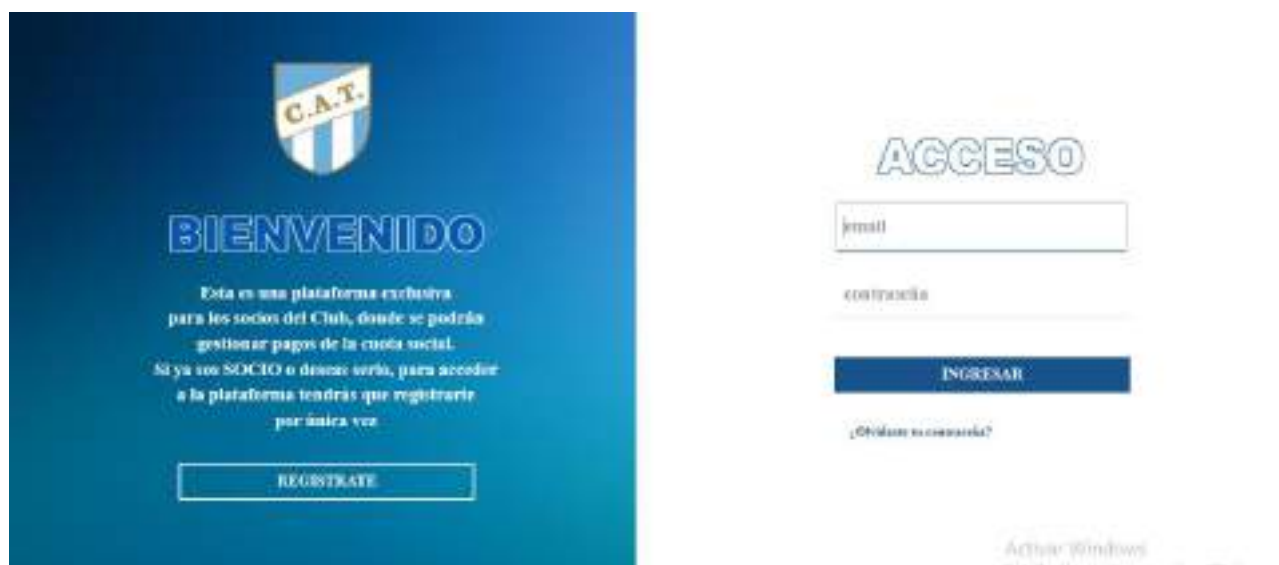 C.A.T.
BIENVENIDO
Esta es una plataforma exclusiva
para los socios del Club, donde se podrán
gestionar pagos de la cuota social.
Si ya sos SOCIO o deseas serlo, para acceder
a la plataforma tendrás que registrarte
por única vez
REGISTRATE
ACCESO
email
contraseña
INGRESAR
¿Olvidaste tu contraseña?
Activar Windows